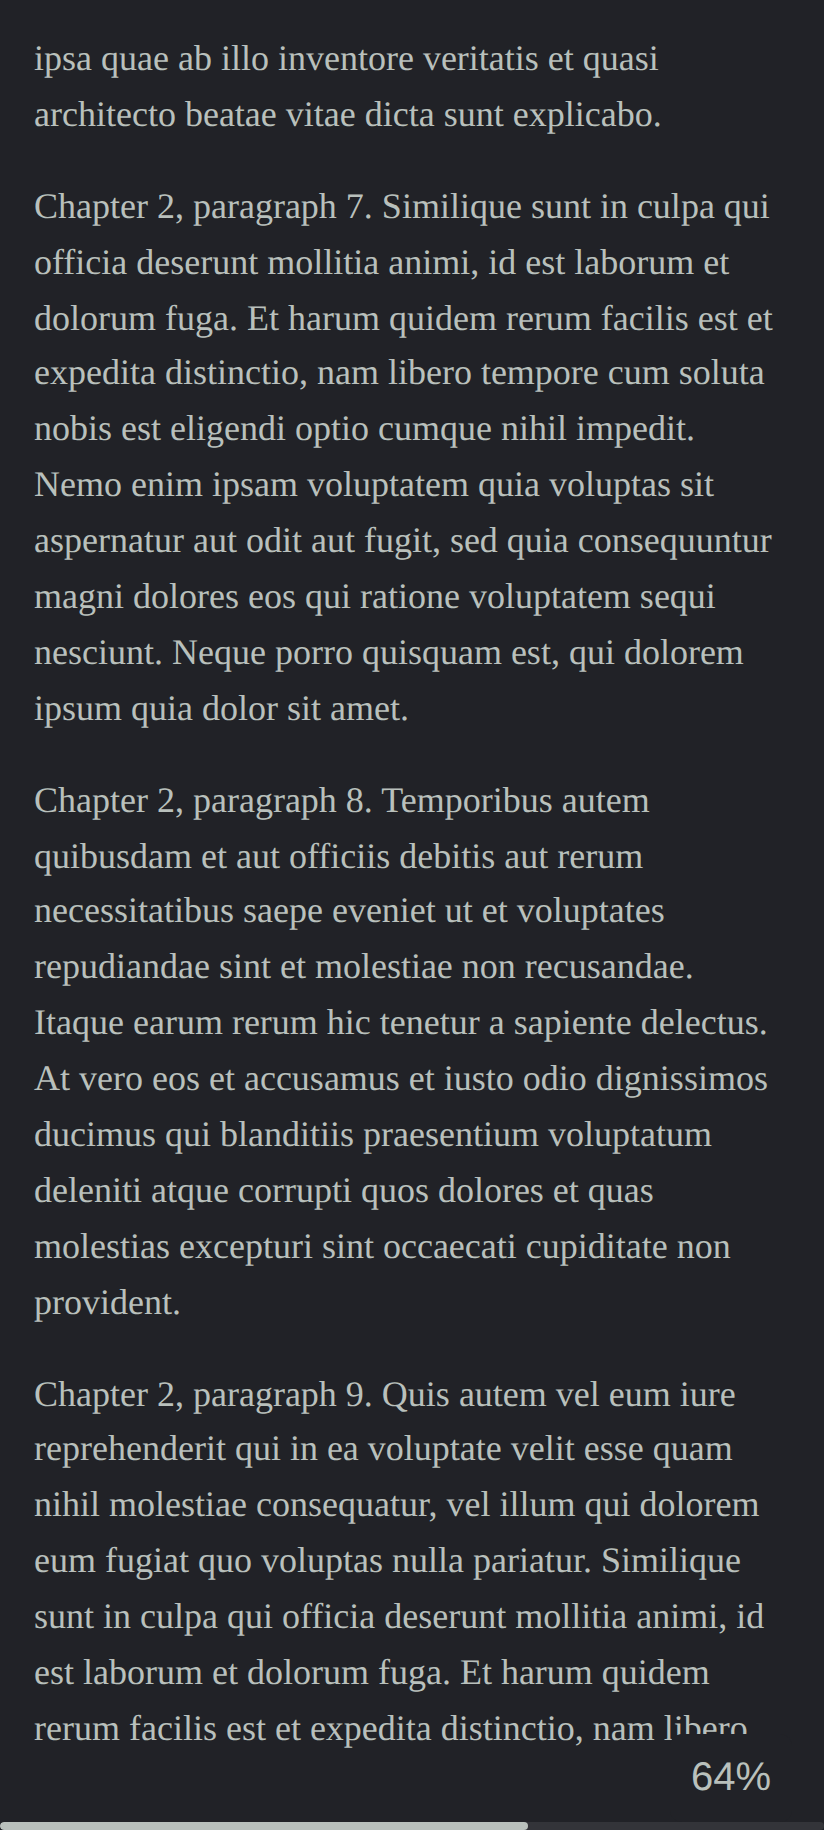 ipsa quae ab illo inventore veritatis et quasi
architecto beatae vitae dicta sunt explicabo.
Chapter 2, paragraph 7. Similique sunt in culpa qui
officia deserunt mollitia animi, id est laborum et
dolorum fuga. Et harum quidem rerum facilis est et
expedita distinctio, nam libero tempore cum soluta
nobis est eligendi optio cumque nihil impedit.
Nemo enim ipsam voluptatem quia voluptas sit
aspernatur aut odit aut fugit, sed quia consequuntur
magni dolores eos qui ratione voluptatem sequi
nesciunt. Neque porro quisquam est, qui dolorem
ipsum quia dolor sit amet.
Chapter 2, paragraph 8. Temporibus autem
quibusdam et aut officiis debitis aut rerum
necessitatibus saepe eveniet ut et voluptates
repudiandae sint et molestiae non recusandae.
Itaque earum rerum hic tenetur a sapiente delectus.
At vero eos et accusamus et iusto odio dignissimos
ducimus qui blanditiis praesentium voluptatum
deleniti atque corrupti quos dolores et quas
molestias excepturi sint occaecati cupiditate non
provident.
Chapter 2, paragraph 9. Quis autem vel eum iure
reprehenderit qui in ea voluptate velit esse quam
nihil molestiae consequatur, vel illum qui dolorem
eum fugiat quo voluptas nulla pariatur. Similique
sunt in culpa qui officia deserunt mollitia animi, id
est laborum et dolorum fuga. Et harum quidem
rerum facilis est et expedita distinctio, nam libero
64%